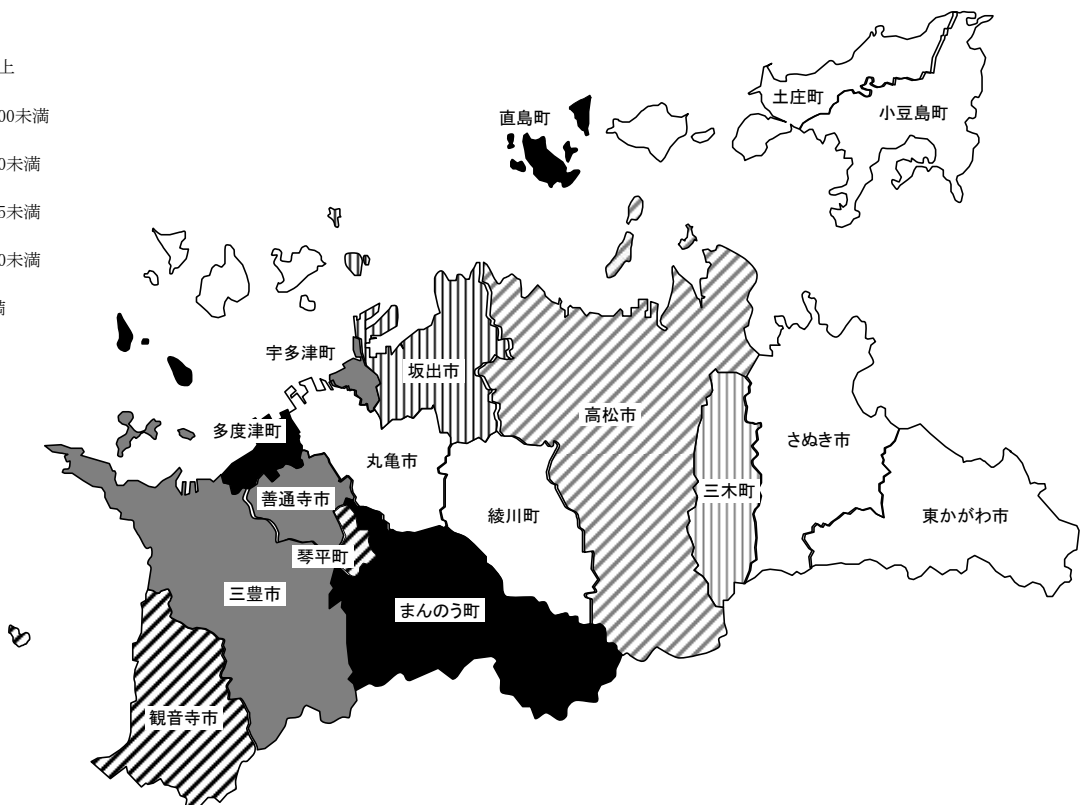 上
00未満
0未満
5未満
0未満
満
直島町
土庄町
小豆島町
宇多津町
坂出市
高松市
多度津町
丸亀市
さぬき市
善通寺市
三木町
綾川町
東かがわ市
琴平町
三豊市
まんのう町
観音寺市